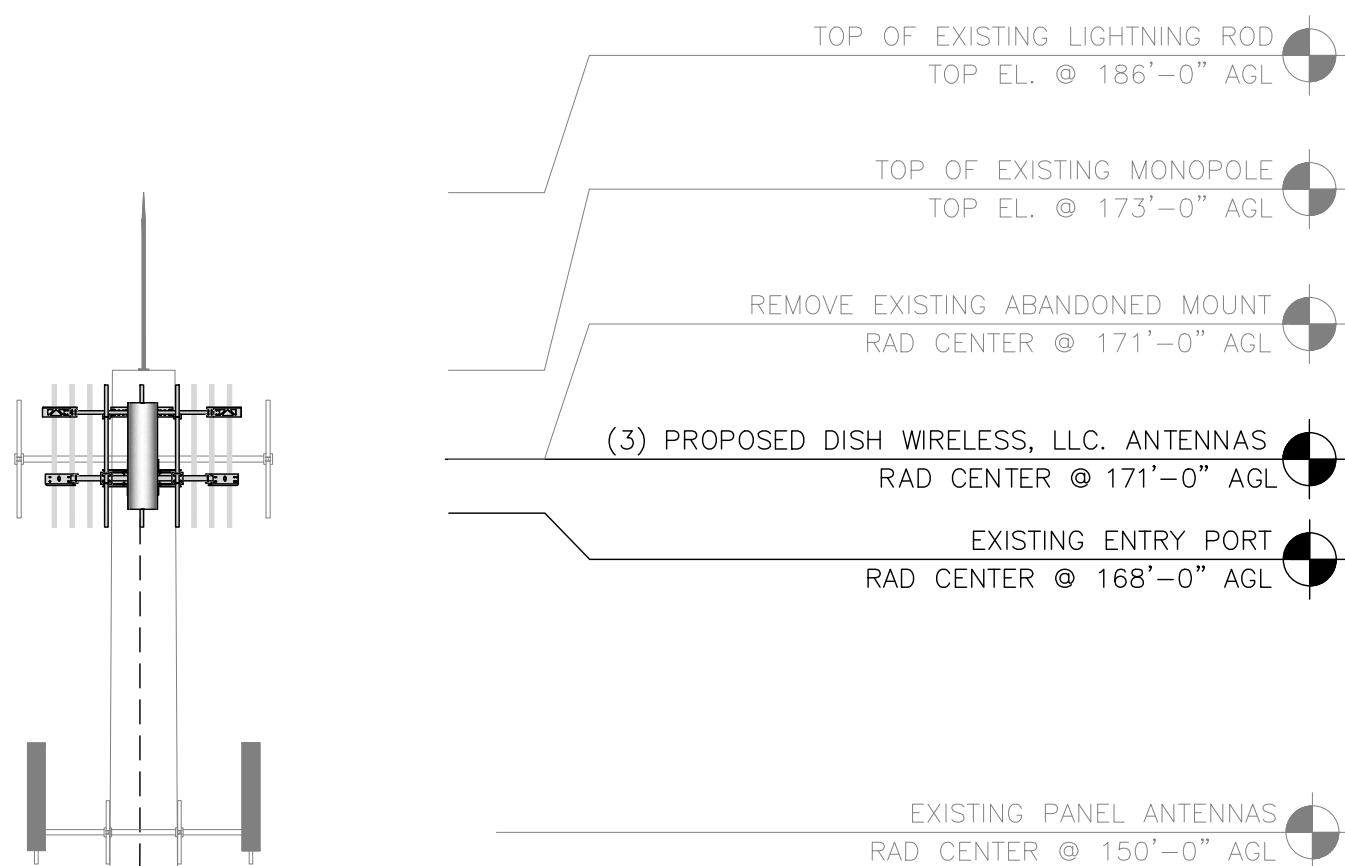 TOP OF EXISTING LIGHTNING ROD
TOP EL. @ 186'-0" AGL
TOP OF EXISTING MONOPOLE
TOP EL. @ 173'-0" AGL
REMOVE EXISTING ABANDONED MOUNT
RAD CENTER @ 171'-0" AGL
(3) PROPOSED DISH WIRELESS, LLC. ANTENNAS
RAD CENTER @ 171'-0" AGL
EXISTING ENTRY PORT
RAD CENTER @ 168'-0" AGL
EXISTING PANEL ANTENNAS
RAD CENTER @ 150'-0" AGL